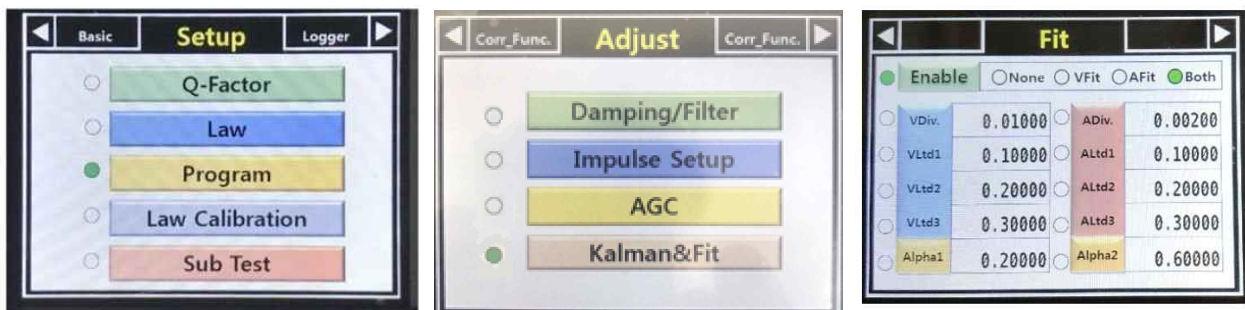 Basic Setup Logger
Q-Factor
Law
Program
Law Calibration
Sub Test
Corr_Func. Adjust Corr_Func.
Damping/Filter
Impulse Setup
AGC
Kalman&Fit
Fit
Enable None VFit AFit Both
VDiv. 0.01000 ADiv. 0.00200
VLtd1 0.10000 ALtd1 0.10000
VLtd2 0.20000 ALtd2 0.20000
VLtd3 0.30000 ALtd3 0.30000
Alpha1 0.20000 Alpha2 0.60000